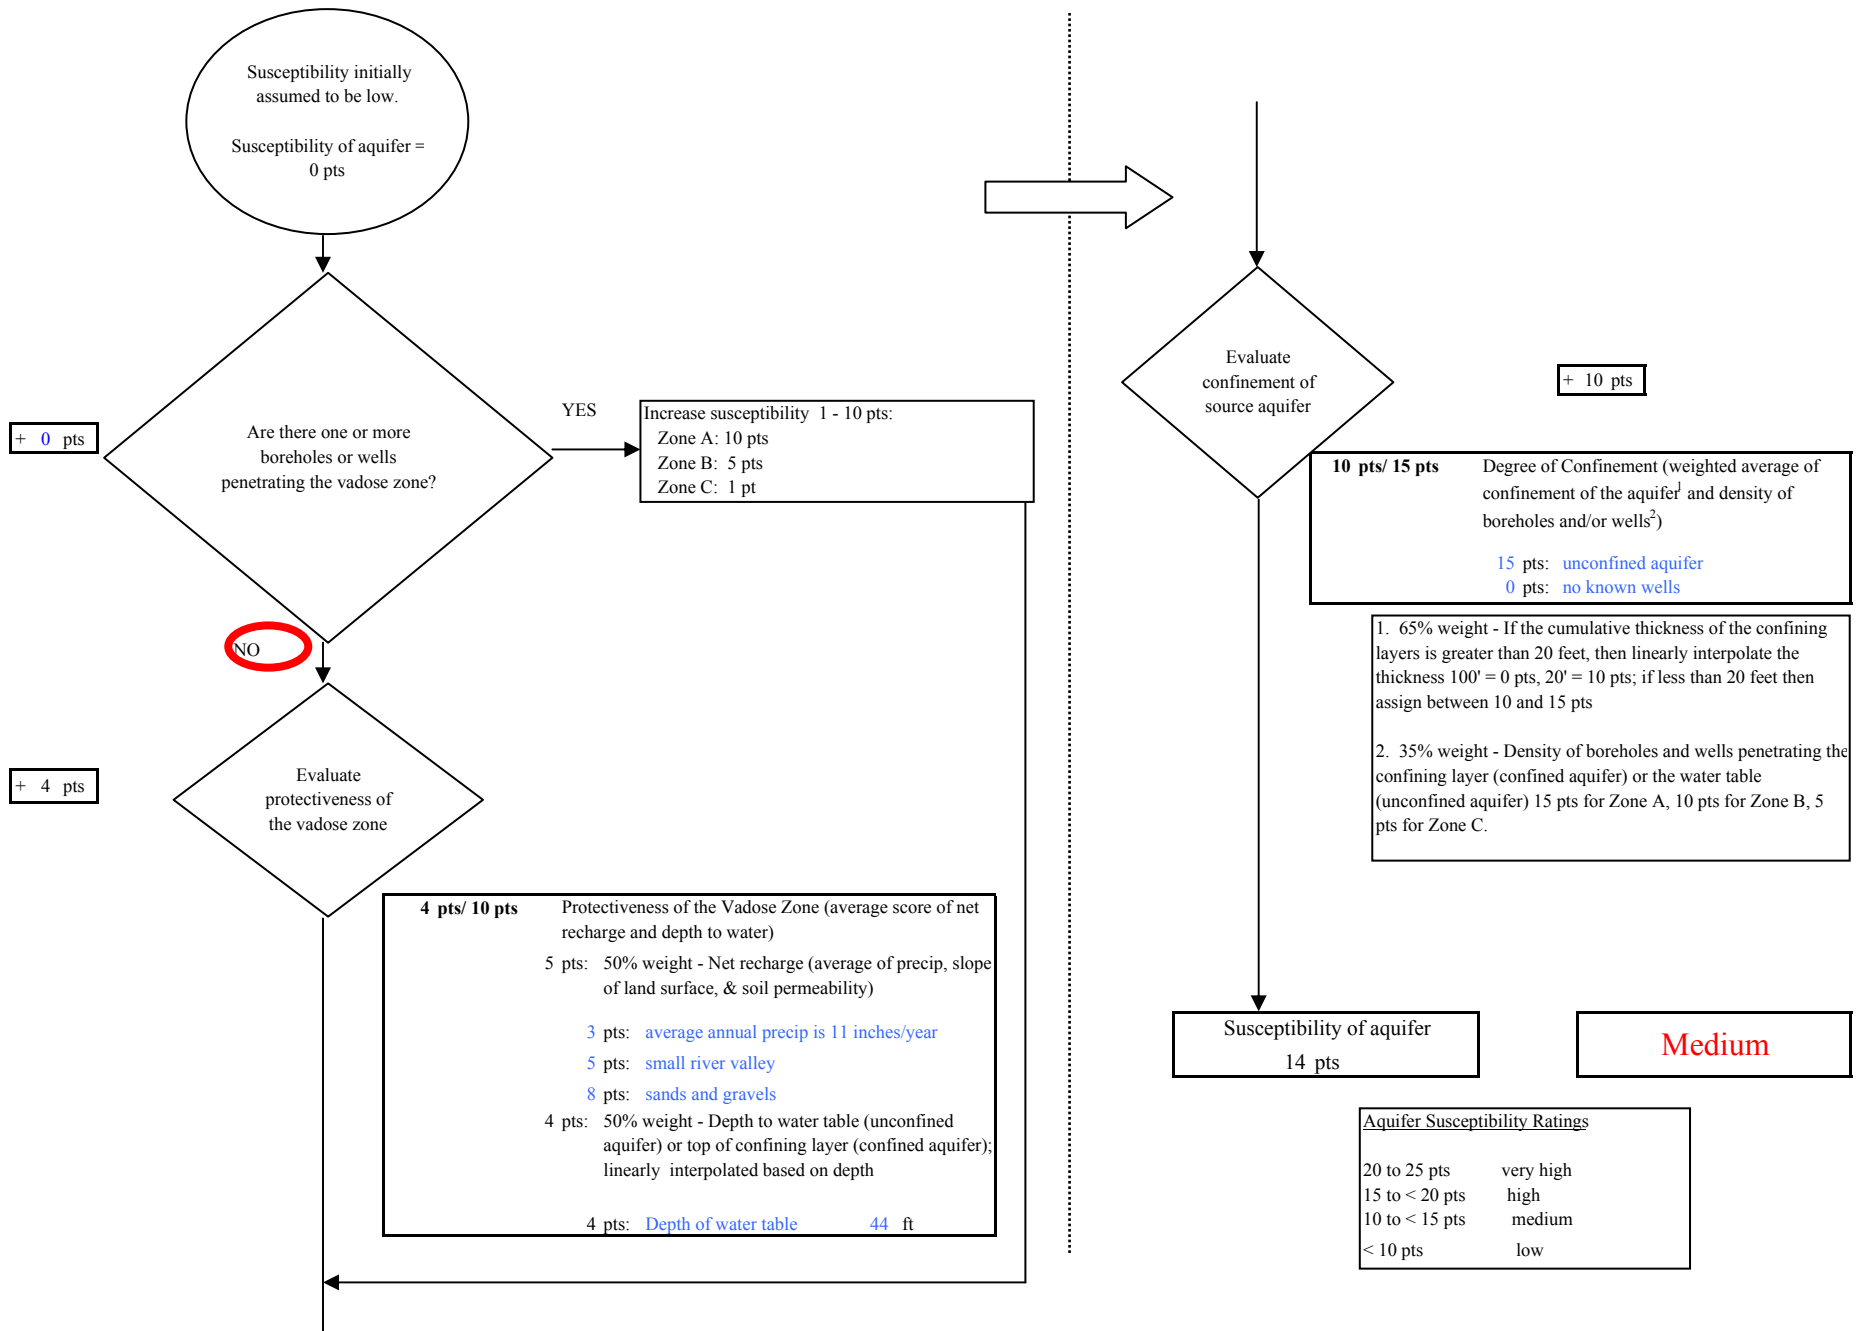 Susceptibility initially
assumed to be low.
Susceptibility of aquifer =
0 pts
+ 0 pts
Are there one or more
boreholes or wells
penetrating the vadose zone?
YES
Increase susceptibility 1 - 10 pts:
Zone A: 10 pts
Zone B: 5 pts
Zone C: 1 pt
NO
+ 4 pts
Evaluate
protectiveness of
the vadose zone
4 pts/ 10 pts Protectiveness of the Vadose Zone (average score of net
recharge and depth to water)
5 pts: 50% weight - Net recharge (average of precip, slope
of land surface, & soil permeability)
3 pts: average annual precip is 11 inches/year
5 pts: small river valley
8 pts: sands and gravels
4 pts: 50% weight - Depth to water table (unconfined
aquifer) or top of confining layer (confined aquifer);
linearly interpolated based on depth
4 pts: Depth of water table 44 ft
Evaluate
confinement of
source aquifer
+ 10 pts
10 pts/ 15 pts Degree of Confinement (weighted average of
confinement of the aquifer1 and density of
boreholes and/or wells2)
15 pts: unconfined aquifer
0 pts: no known wells
1. 65% weight - If the cumulative thickness of the confining
layers is greater than 20 feet, then linearly interpolate the
thickness 100' = 0 pts, 20' = 10 pts; if less than 20 feet then
assign between 10 and 15 pts
2. 35% weight - Density of boreholes and wells penetrating the
confining layer (confined aquifer) or the water table
(unconfined aquifer) 15 pts for Zone A, 10 pts for Zone B, 5
pts for Zone C.
Susceptibility of aquifer
14 pts
Medium
Aquifer Susceptibility Ratings
20 to 25 pts very high
15 to < 20 pts high
10 to < 15 pts medium
< 10 pts low